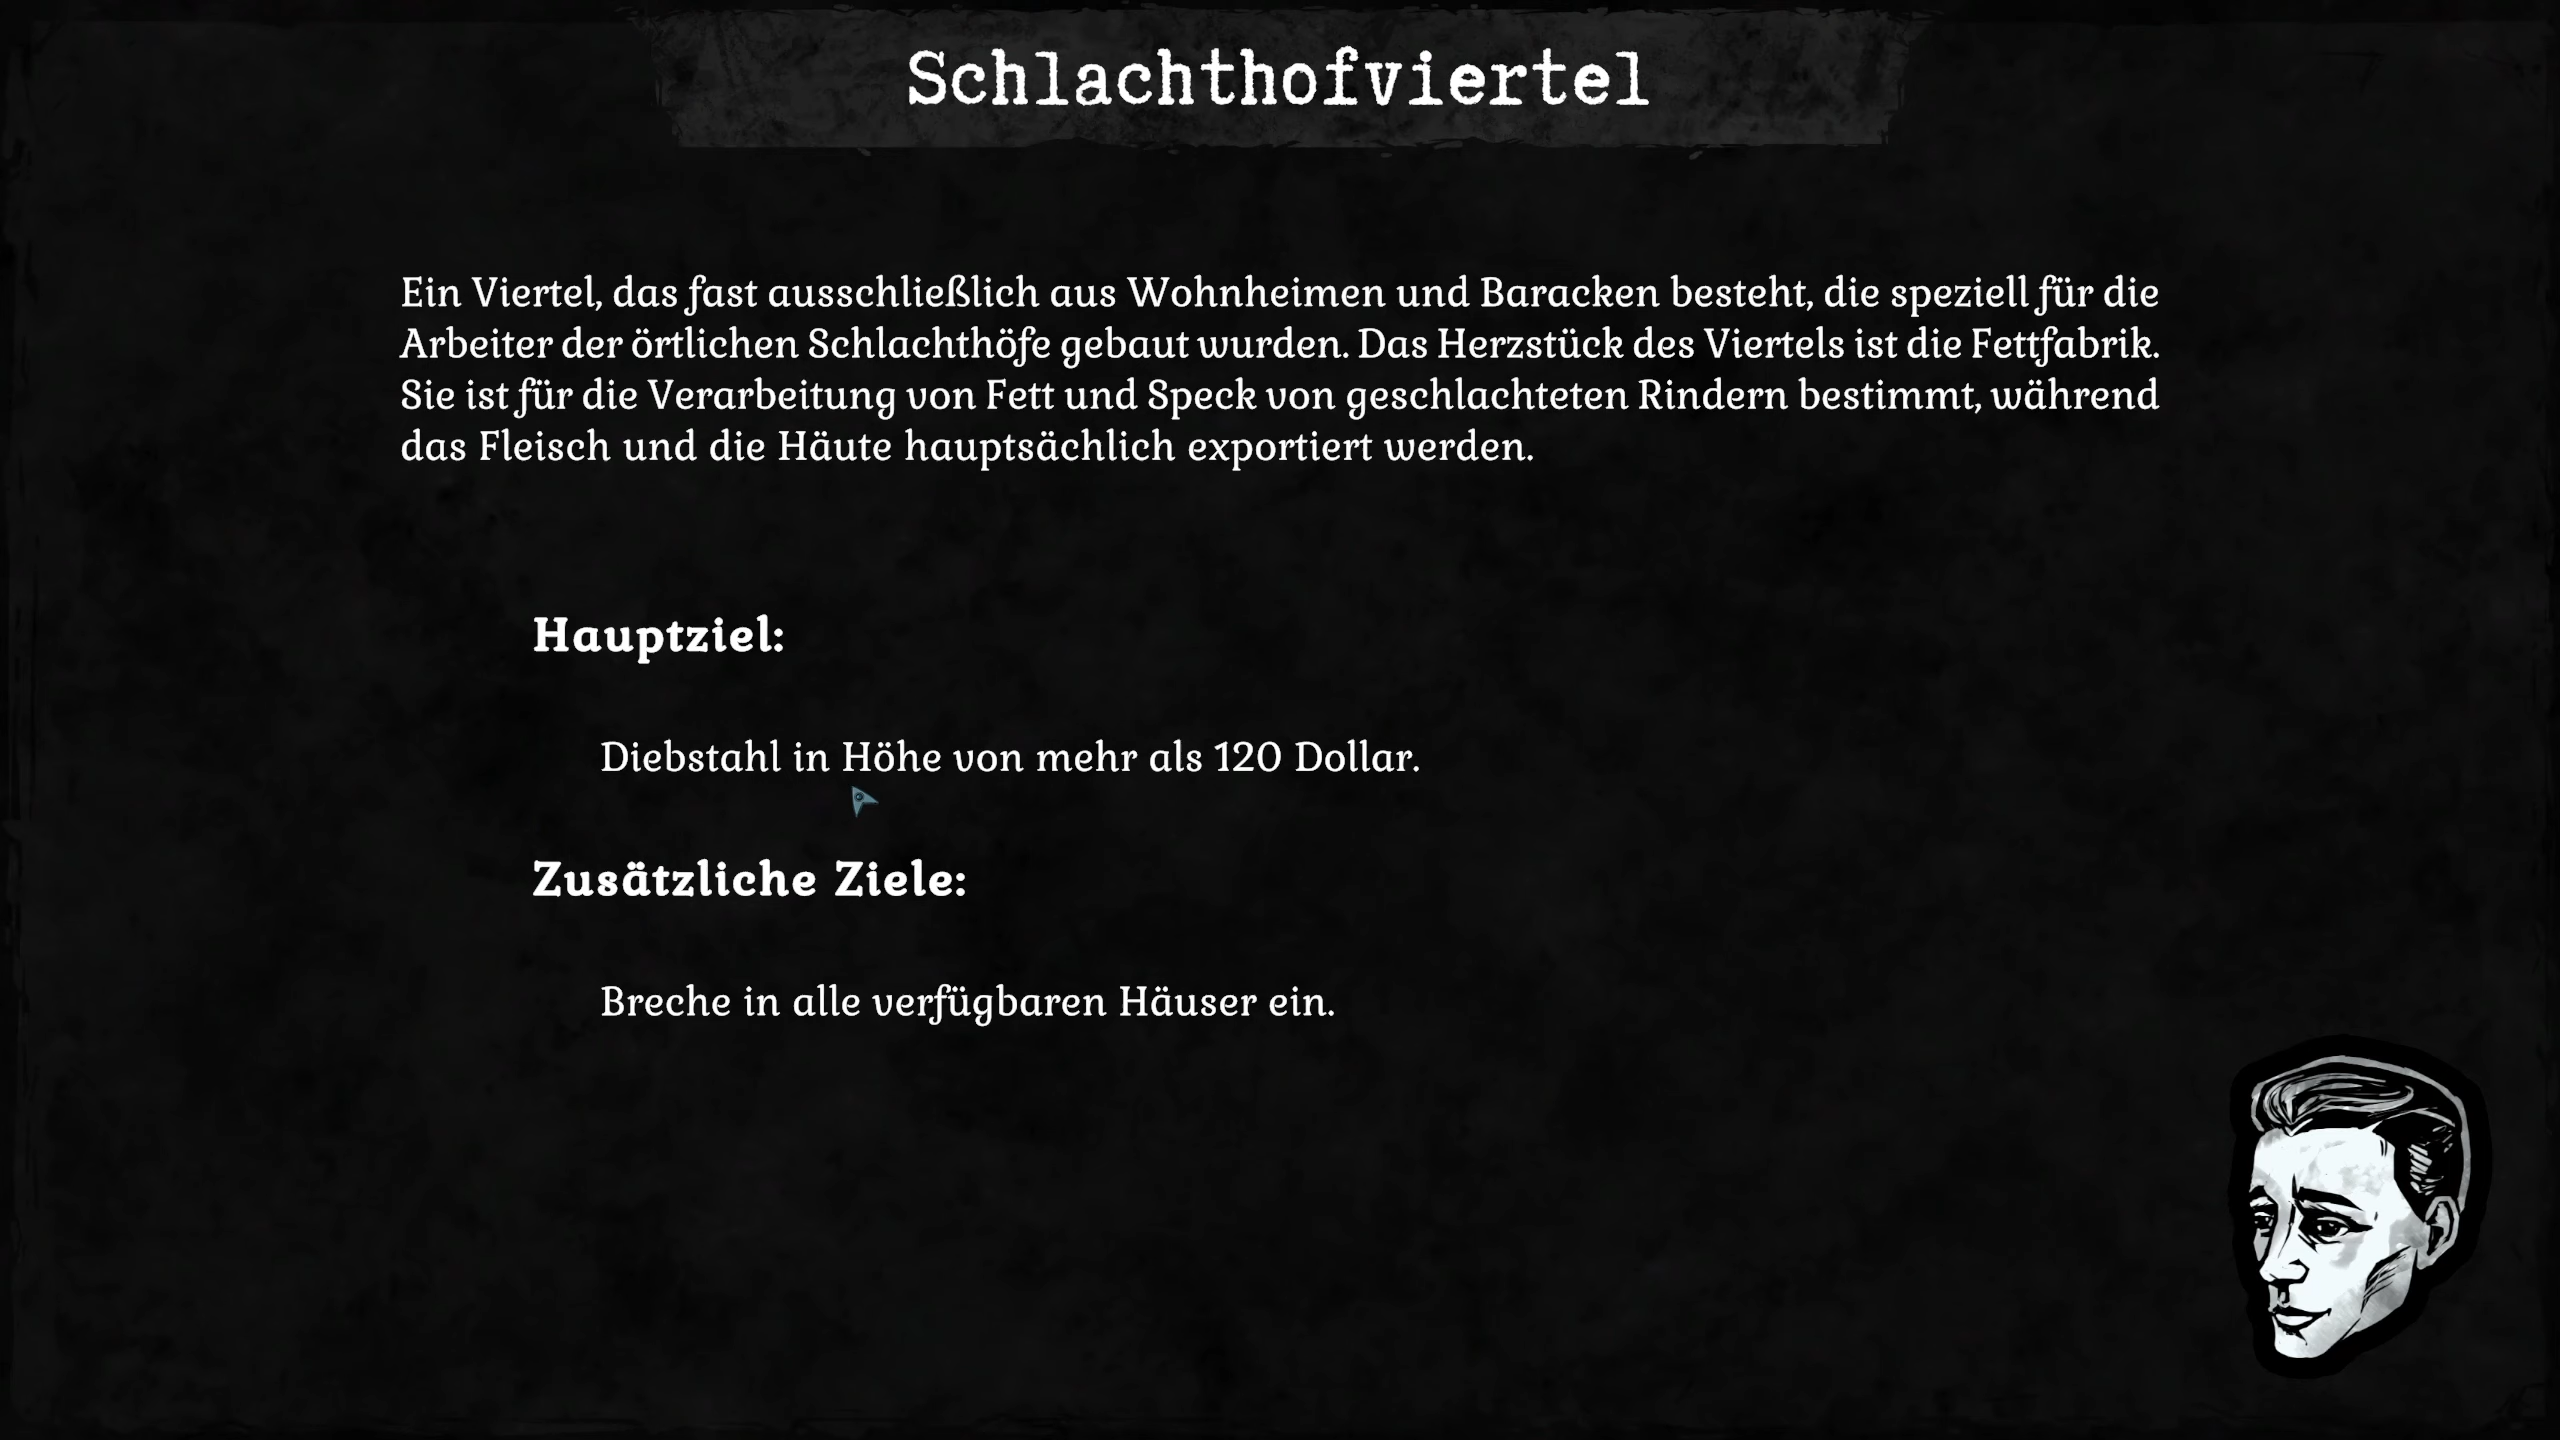 Schlachthofviertel
Ein Viertel, das fast ausschließlich aus Wohnheimen und Baracken besteht, die speziell für die
Arbeiter der örtlichen Schlachthöfe gebaut wurden. Das Herzstück des Viertels ist die Fettfabrik.
Sie ist für die Verarbeitung von Fett und Speck von geschlachteten Rindern bestimmt, während
das Fleisch und die Häute hauptsächlich exportiert werden.
Hauptziel:
Diebstahl in Höhe von mehr als 120 Dollar.
Zusätzliche Ziele:
Breche in alle verfügbaren Häuser ein.